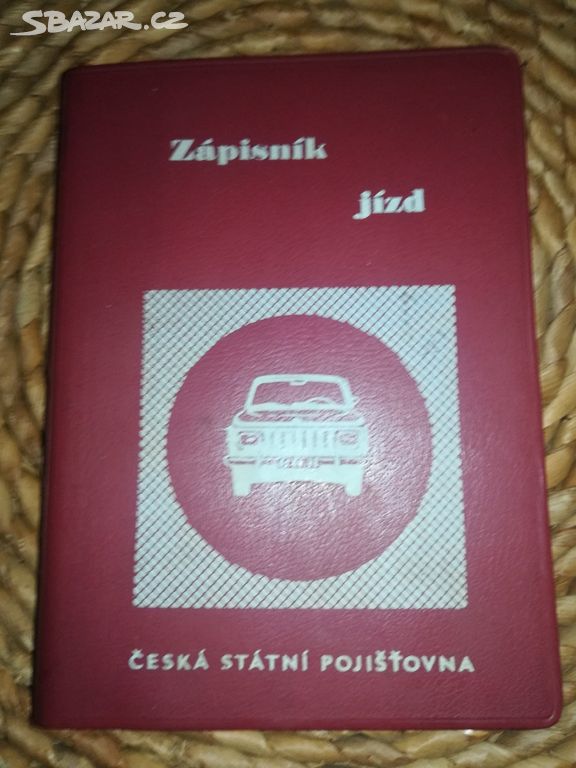 SBAZAR.CZ
Zápisník
jízd
ČESKÁ STÁTNÍ POJIŠŤOVNA